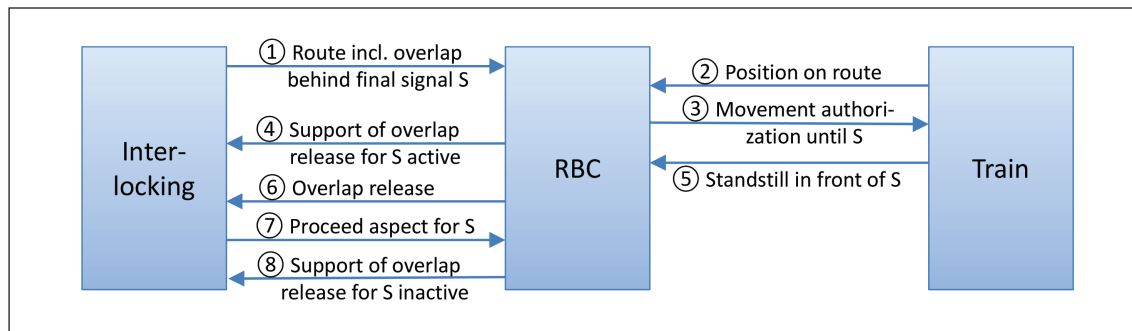 ① Route incl. overlap
behind final signal S
② Position on route
③ Movement authori-
zation until S
④ Support of overlap
release for S active
Inter-
locking
RBC
Train
⑤ Standstill in front of S
⑥ Overlap release
⑦ Proceed aspect for S
⑧ Support of overlap
release for S inactive